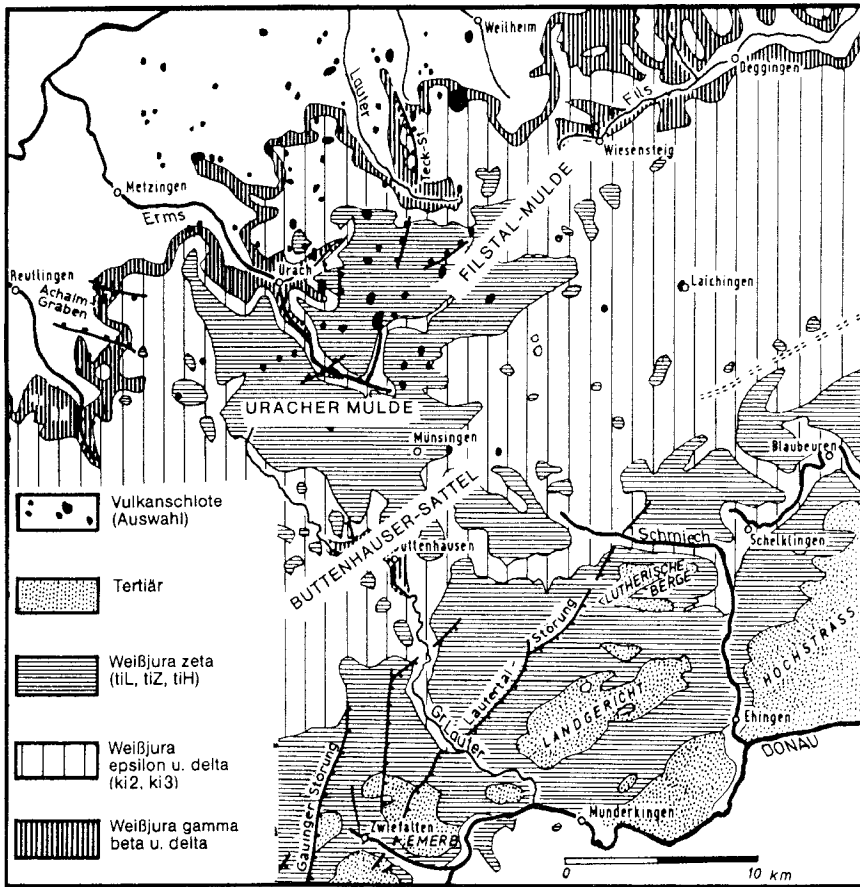 Weilheim
Deggingen
Fils
Lauter
Teck-St.
Wiesensteig
Metzingen
Erms
FILSTAL-MULDE
Reutlingen
Urach
Achalm-
Graben
Laichingen
URACHER MULDE
Münsingen
Blaubeuren
BUTTENHAUSER-SATTEL
Schmiech
Schelklingen
Buttenhausen
LUTHERISCHE
BERGE
HOCHSTRÄSS
Lautertal-
Störung
LANDGERICHT
Gr. Lauter
Ehingen
DONAU
Gauinger Störung
Zwiefalten
EMERB.
Munderkingen
0 10 km
Vulkanschlote
(Auswahl)
Tertiär
Weißjura zeta
(tiL, tiZ, tiH)
Weißjura
epsilon u. delta
(ki2, ki3)
Weißjura gamma
beta u. delta